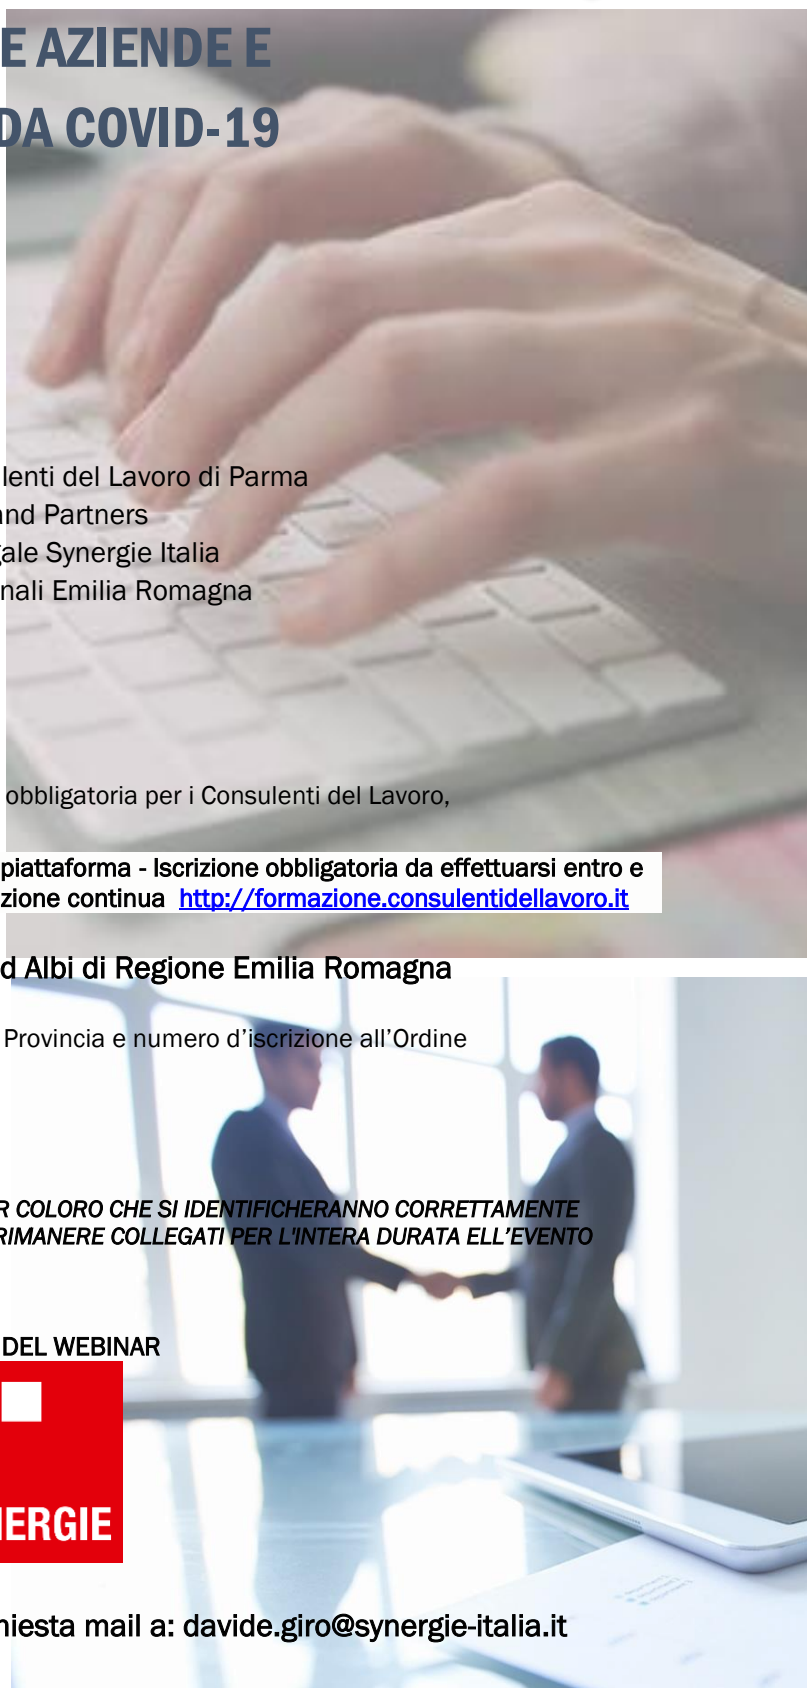 E AZIENDE E
DA COVID-19
lenti del Lavoro di Parma
and Partners
gale Synergie Italia
nali Emilia Romagna
obbligatoria per i Consulenti del Lavoro,
piattaforma - Iscrizione obbligatoria da effettuarsi entro e
zione continua http://formazione.consulentidellavoro.it
d Albi di Regione Emilia Romagna
Provincia e numero d’iscrizione all’Ordine
R COLORO CHE SI IDENTIFICHERANNO CORRETTAMENTE
RIMANERE COLLEGATI PER L'INTERA DURATA ELL’EVENTO
DEL WEBINAR
NERGIE
hiesta mail a: davide.giro@synergie-italia.it